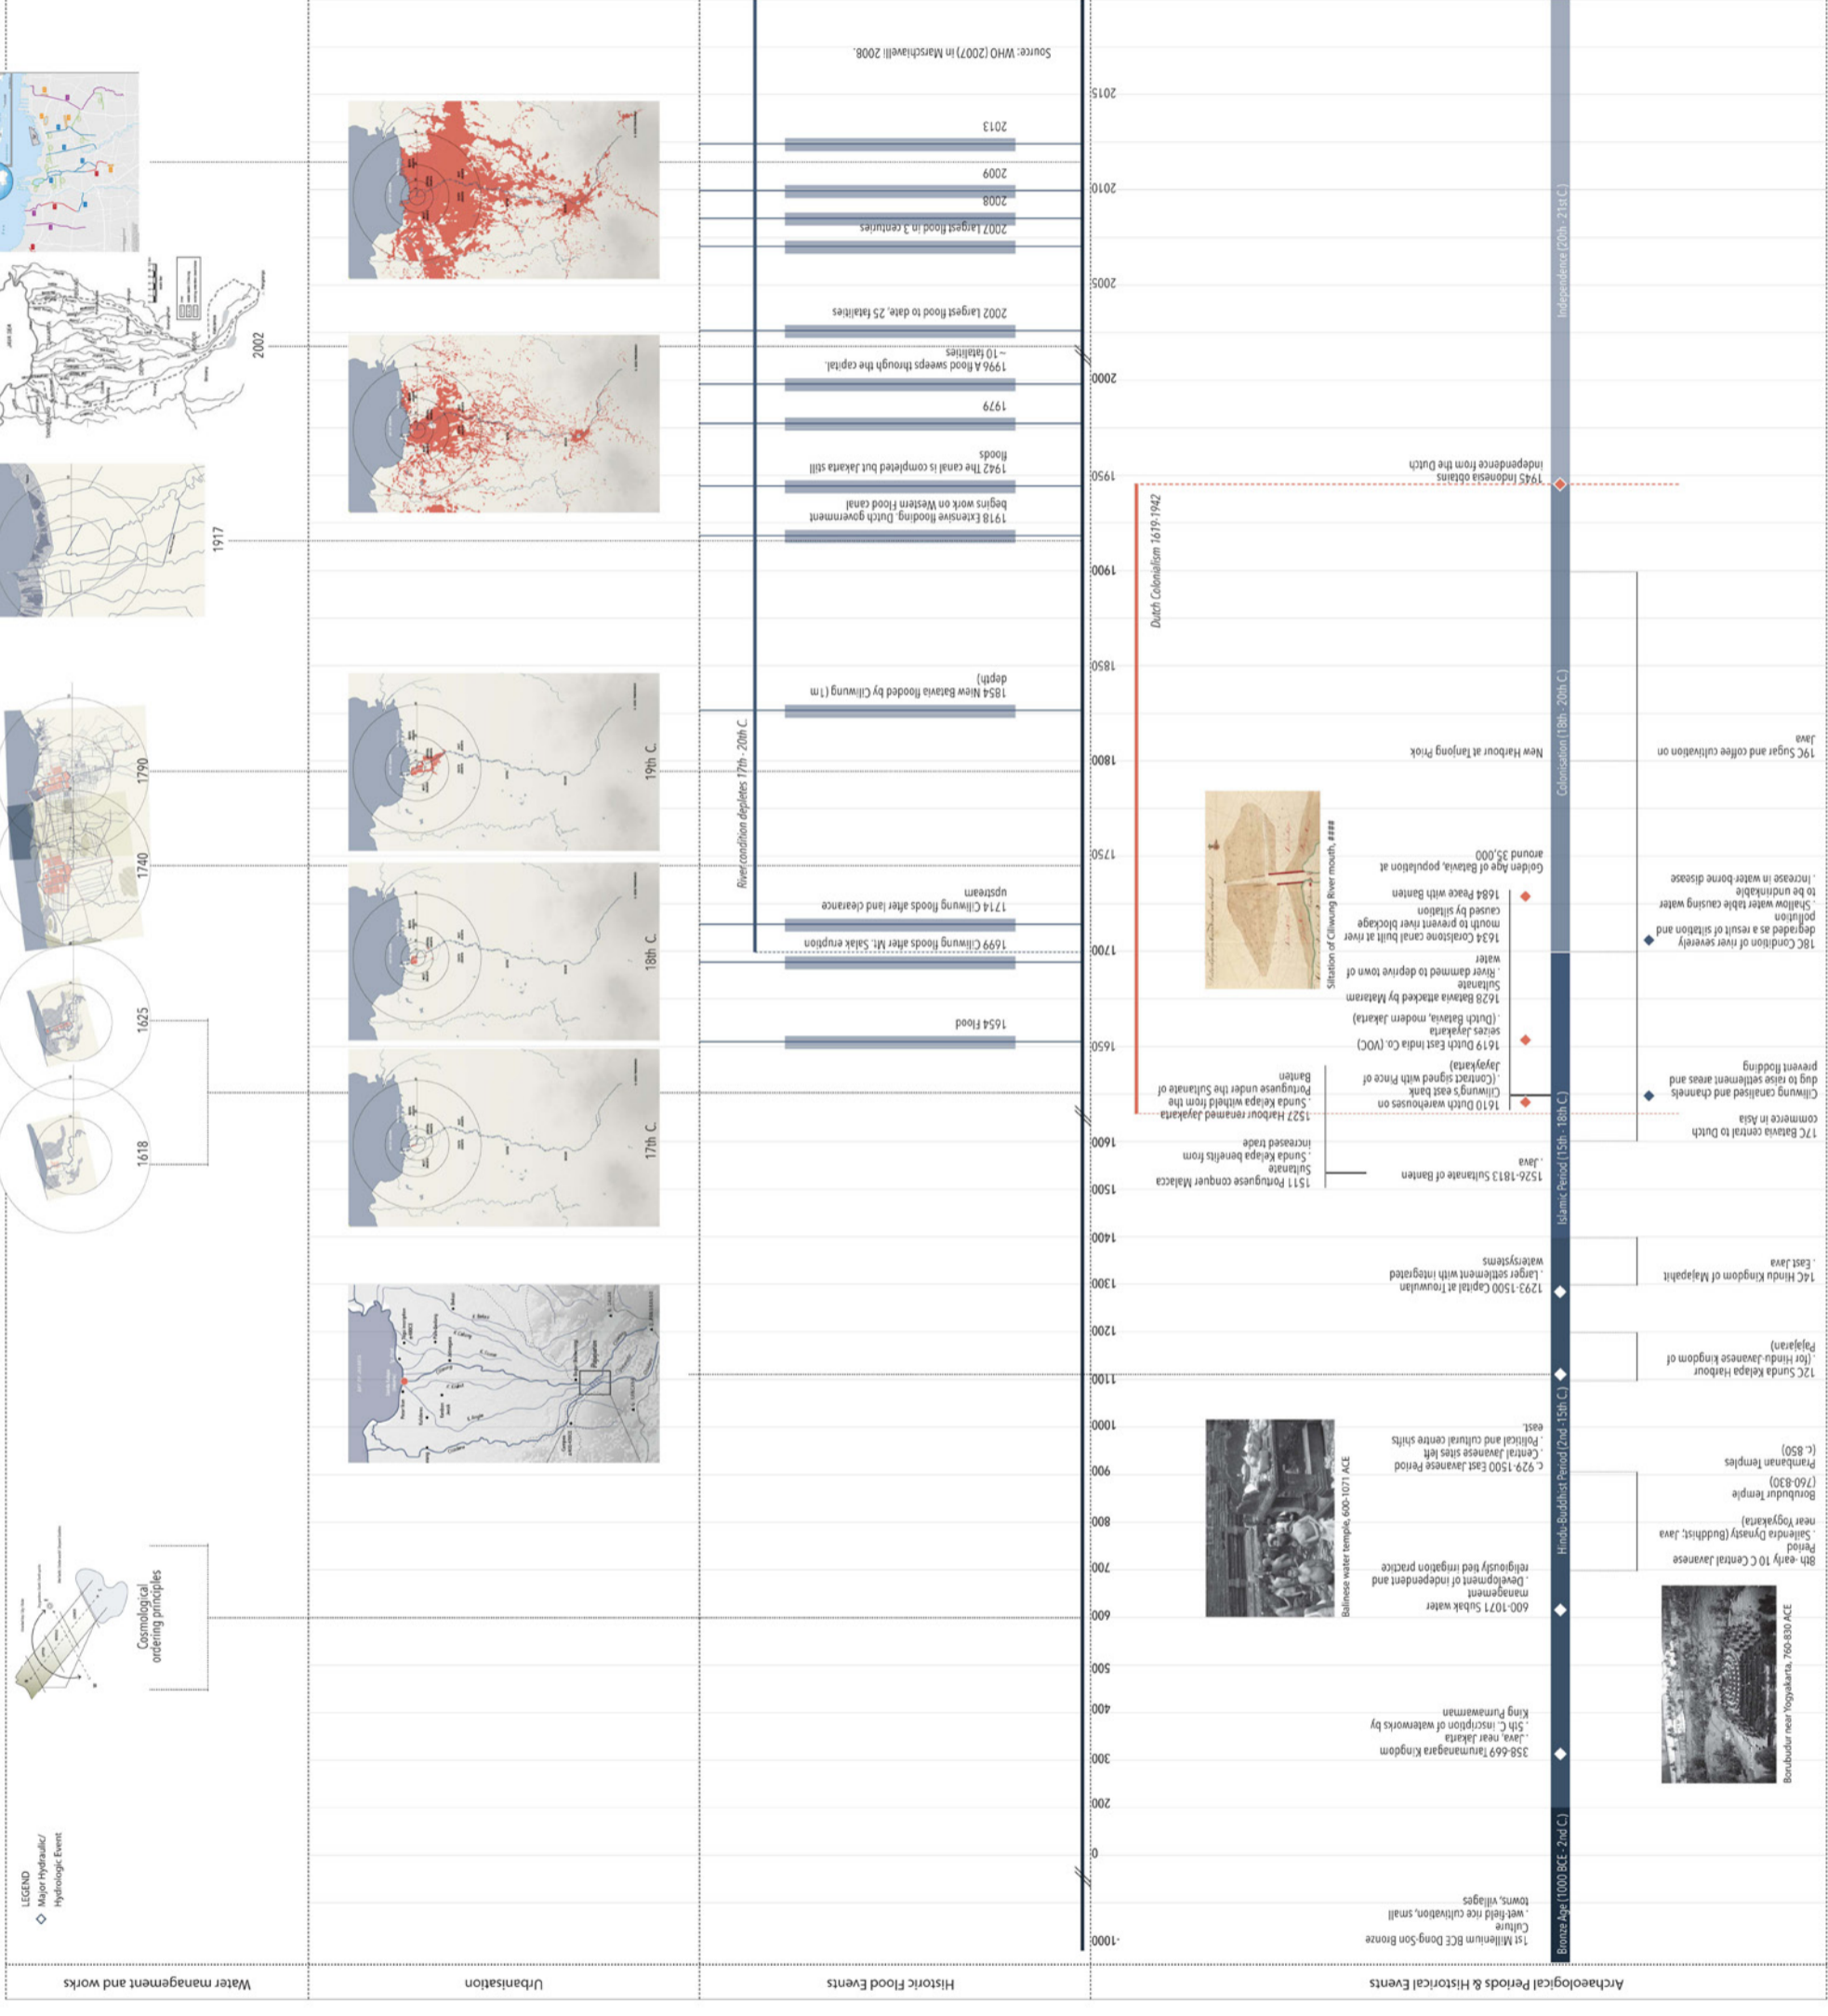 Archaeological Periods & Historical Events
Bronze Age (1000 BCE - 2nd C.)
Hindu-Buddhist Period (2nd -15th C.)
Islamic Period (15th - 18th C.)
Colonisation (18th - 20th C.)
Independence (20th - 21st C.)
Borubudur near Yogyakarta, 760-830 ACE
8th -early 10 C Central Javanese
Period
. Sailendra Dynasty (Buddhist; Java
near Yogyakarta)
Borubudur Temple
(760-830)
Prambanan Temples
(c. 850)
12C Sunda Kelapa Harbour
. (for Hindu-Javanese kingdom of
Pajajaran)
14C Hindu Kingdom of Majapahit
. East Java
17C Batavia central to Dutch
commerce in Asia
Ciliwung canalised and channels
dug to raise settlement areas and
prevent flodding
18C Condition of river severely
degraded as a result of siltation and
pollution
. Shallow water table causing water
to be undrinkable
. Increase in water-borne disease
19C Sugar and coffee cultivation on
Java
1st Millenium BCE Dong-Son Bronze
Culture
. wet-field rice cultivation, small
towns, villages
358-669 Tarumanagara Kingdom
. Java, near Jakarta
. 5th C. inscription of waterworks by
King Purnawarman
600-1071 Subak water
management
. Development of independent and
religiously tied irrigation practice
Balinese water temple, 600-1071 ACE
c. 929-1500 East Javanese Period
. Central Javanese sites left
. Political and cultural centre shifts
east.
1293-1500 Capital at Trouwulan
. Larger settlement with integrated
watersystems
1526-1813 Sultanate of Banten
. Java
1511 Portuguese conquer Malacca
Sultanate
. Sunda Kelapa benefits from
increased trade
1527 Harbour renamed Jayakarta
. Sunda Kelapa witheld from the
Portuguese under the Sultanate of
Banten
1610 Dutch warehouses on
Ciliwung's east bank
. (Contract signed with Pince of
Jayakarta)
1619 Dutch East India Co. (VOC)
seizes Jayakarta
. (Dutch Batavia, modern Jakarta)
1628 Batavia attacked by Mataram
Sultanate
. River dammed to deprive town of
water
1634 Coralstone canal built at river
mouth to prevent river blockage
caused by siltation
1684 Peace with Banten
Golden Age of Batavia, population at
around 35,000
Siltation of Ciliwung River mouth, ####
New Harbour at Tanjong Priok
Dutch Colonialism 1619-1942
1945 Indonesia obtains
independence from the Dutch
-1000
0
200
300
400
500
600
700
800
900
1000
1100
1200
1300
1400
1500
1600
1650
1700
1750
1800
1850
1900
1950
2000
2005
2010
2015
Historic Flood Events
1654 Flood
1699 Ciliwung floods after Mt. Salak eruption
1714 Ciliwung floods after land clearance
upstream
River condition depletes 17th - 20th C.
1854 Niew Batavia flooded by Ciliwung (1m
depth)
1918 Extensive flooding. Dutch government
begins work on Western Flood canal
1942 The canal is completed but Jakarta still
floods
1979
1996 A flood sweeps through the capital.
~10 fatalities
2002 Largest flood to date, 25 fatalities
2007 Largest flood in 3 centuries
2008
2009
2013
Source: WHO (2007) in Marschiavelli 2008.
Urbanisation
17th C.
18th C.
19th C.
Water management and works
LEGEND
Major Hydraulic/
Hydrologic Event
Cosmological
ordering principles
1618
1625
1740
1790
1917
2002